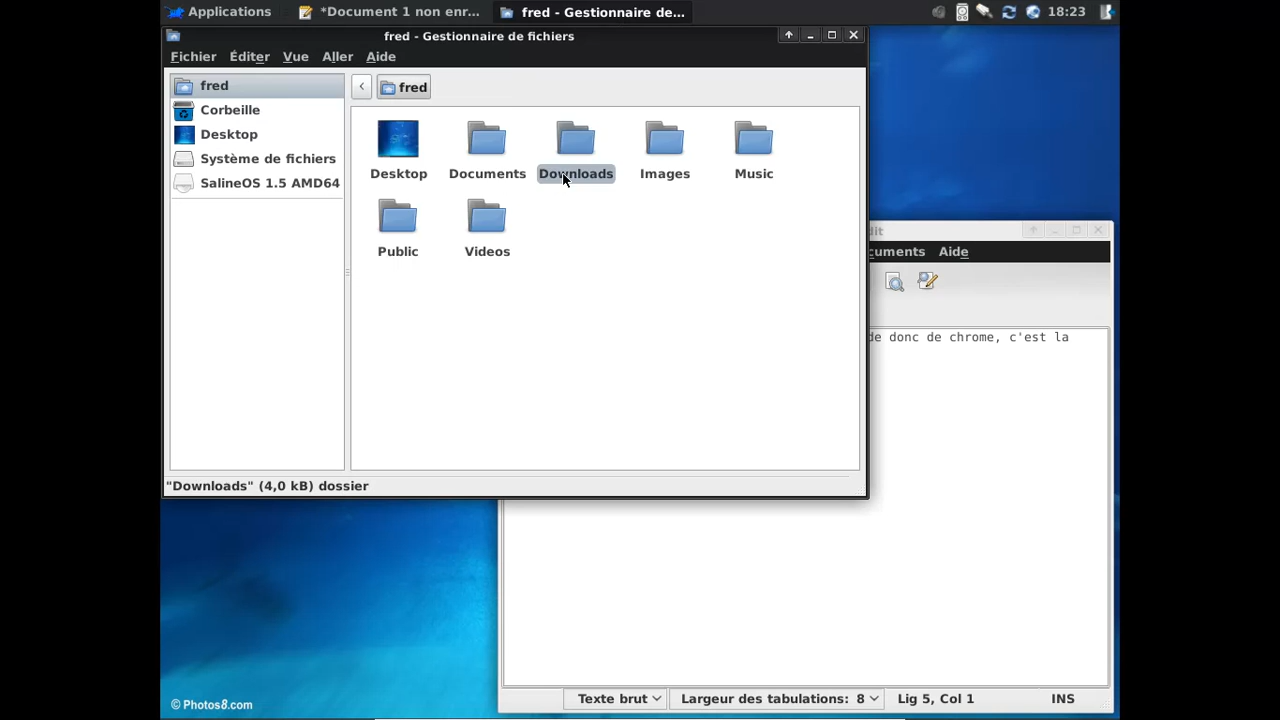 Applications *Document 1 non enr... fred - Gestionnaire de... 18:23
fred - Gestionnaire de fichiers
Fichier Éditer Vue Aller Aide
fred
Corbeille
Desktop
Système de fichiers
SalineOS 1.5 AMD64
fred
Desktop Documents Downloads Images Music
Public Videos
"Downloads" (4,0 kB) dossier
dit
cuments Aide
de donc de chrome, c'est la
Texte brut Largeur des tabulations: 8 Lig 5, Col 1 INS
© Photos8.com